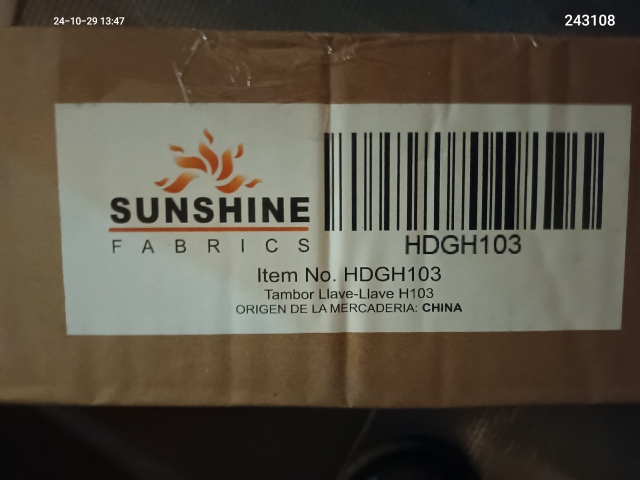 24-10-29 13:47
243108
SUNSHINE
FABRICS
HDGH103
Item No. HDGH103
Tambor Llave-Llave H103
ORIGEN DE LA MERCADERIA: CHINA